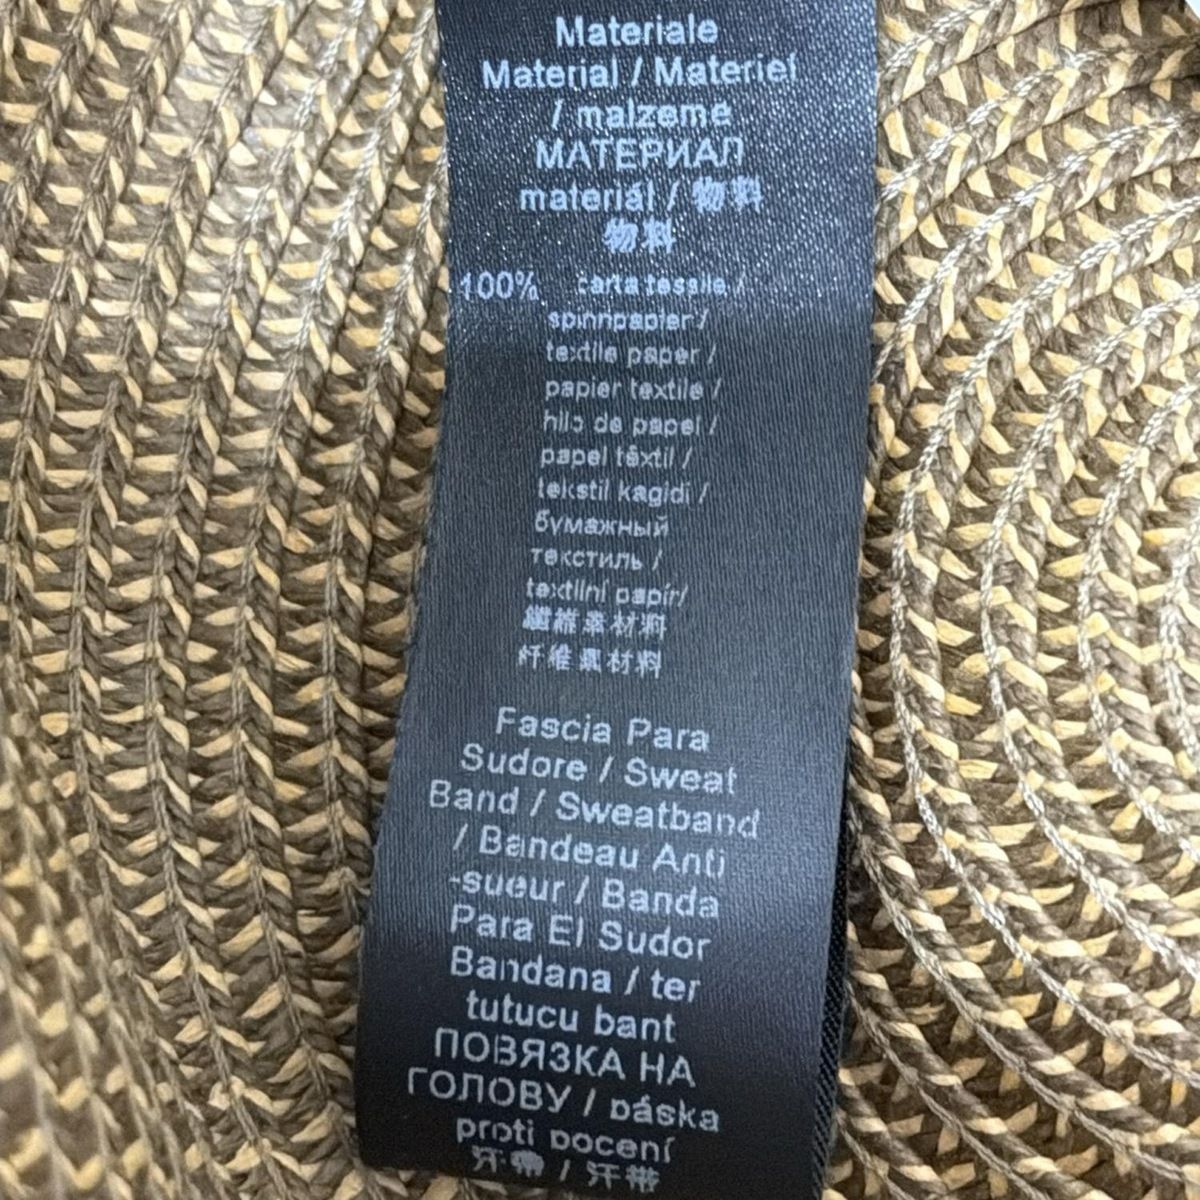 Materiale
Material / Materiel
/ malzeme
МАТЕРИАЛ
materiál / 物料
物料
100% carta tessile /
spinnpapier /
textile paper /
papier textile /
hilo de papel /
papel têxtil /
tekstil kagidi /
бумажный
текстиль /
textilní papír/
纖維素材料
纤维素材料
Fascia Para
Sudore / Sweat
Band / Sweatband
/ Bandeau Anti
-sueur / Banda
Para El Sudor
Bandana / ter
tutucu bant
ПОВЯЗКА НА
ГОЛОВУ / páska
proti pocení
汗帶 / 汗带